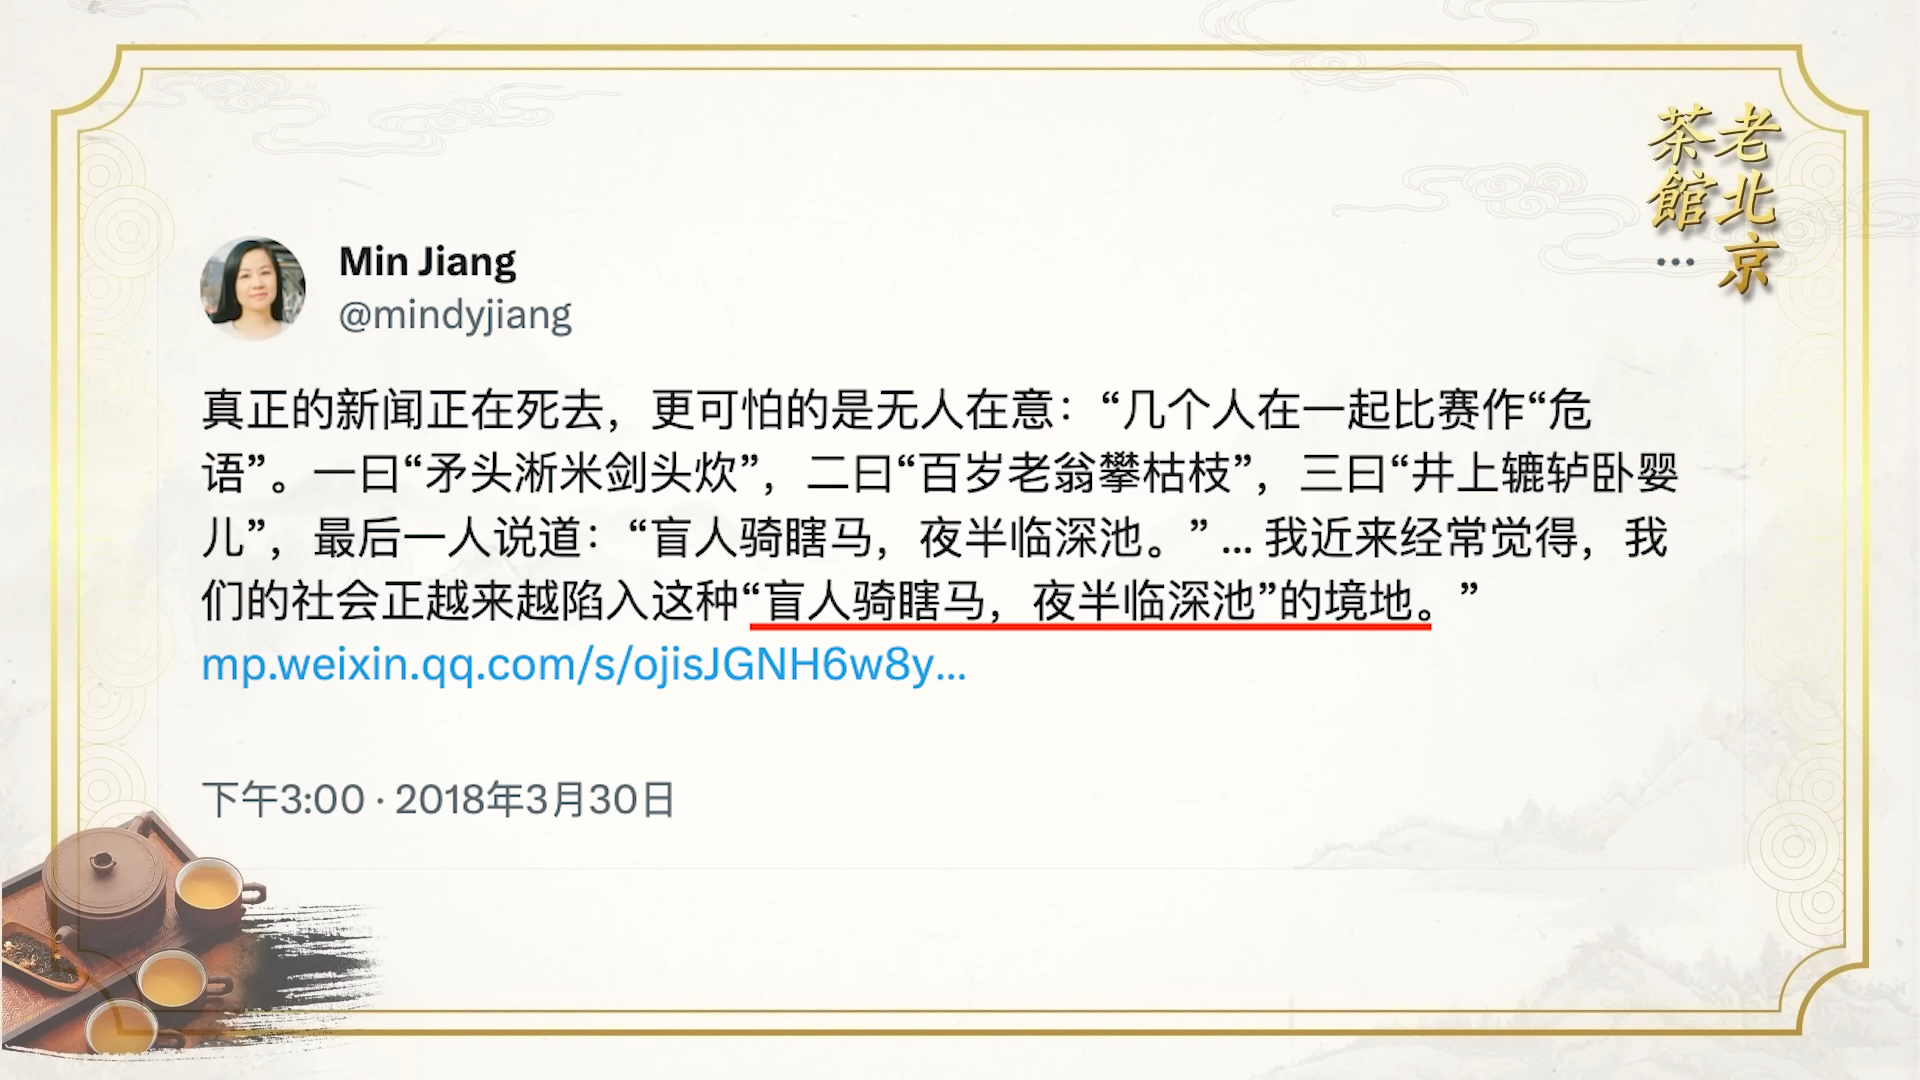 老北京
茶館
Min Jiang
@mindyjiang
真正的新闻正在死去，更可怕的是无人在意：“几个人在一起比赛作“危
语”。一曰“矛头淅米剑头炊”，二曰“百岁老翁攀枯枝”，三曰“井上辘轳卧婴
儿”，最后一人说道：“盲人骑瞎马，夜半临深池。” ... 我近来经常觉得，我
们的社会正越来越陷入这种“盲人骑瞎马，夜半临深池”的境地。”
mp.weixin.qq.com/s/ojisJGNH6w8y...
下午3:00 · 2018年3月30日